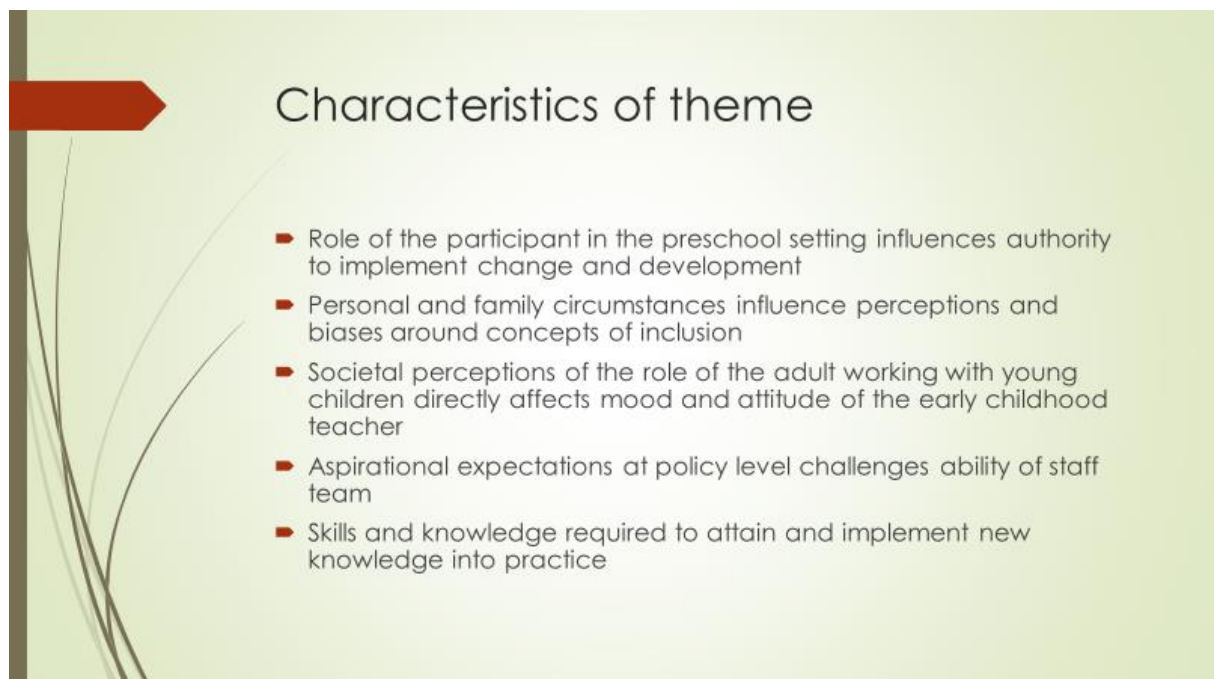 Characteristics of theme
Role of the participant in the preschool setting influences authority
to implement change and development
Personal and family circumstances influence perceptions and
biases around concepts of inclusion
Societal perceptions of the role of the adult working with young
children directly affects mood and attitude of the early childhood
teacher
Aspirational expectations at policy level challenges ability of staff
team
Skills and knowledge required to attain and implement new
knowledge into practice